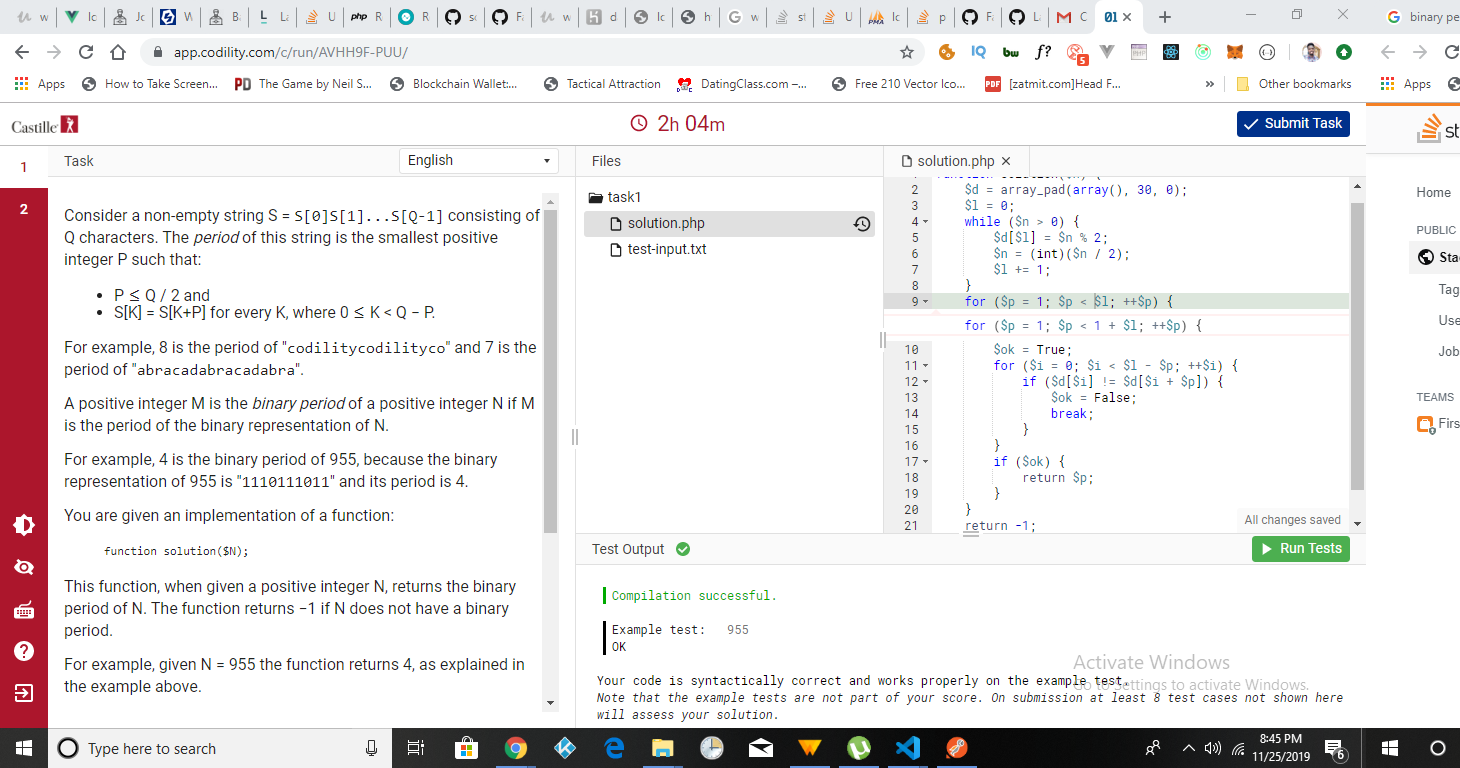 app.codility.com/c/run/AVHH9F-PUU/
binary pe
Apps
How to Take Screen...
The Game by Neil S...
Blockchain Wallet:...
Tactical Attraction
DatingClass.com –...
Free 210 Vector Ico...
[zatmit.com]Head F...
»
Other bookmarks
Apps
Castille
2h 04m
Submit Task
1
2
Task
English
Consider a non-empty string S = S[0]S[1]...S[Q-1] consisting of
Q characters. The period of this string is the smallest positive
integer P such that:
• P ≤ Q / 2 and
• S[K] = S[K+P] for every K, where 0 ≤ K < Q − P.
For example, 8 is the period of "codilitycodilityco" and 7 is the
period of "abracadabracadabra".
A positive integer M is the binary period of a positive integer N if M
is the period of the binary representation of N.
For example, 4 is the binary period of 955, because the binary
representation of 955 is "1110111011" and its period is 4.
You are given an implementation of a function:
function solution($N);
This function, when given a positive integer N, returns the binary
period of N. The function returns −1 if N does not have a binary
period.
For example, given N = 955 the function returns 4, as explained in
the example above.
Files
task1
solution.php
test-input.txt
solution.php ×
2 $d = array_pad(array(), 30, 0);
3 $l = 0;
4 while ($n > 0) {
5 $d[$l] = $n % 2;
6 $n = (int)($n / 2);
7 $l += 1;
8 }
9 for ($p = 1; $p < $l; ++$p) {
for ($p = 1; $p < 1 + $l; ++$p) {
10 $ok = True;
11 for ($i = 0; $i < $l - $p; ++$i) {
12 if ($d[$i] != $d[$i + $p]) {
13 $ok = False;
14 break;
15 }
16 }
17 if ($ok) {
18 return $p;
19 }
20 }
21 return -1;
All changes saved
Test Output
Run Tests
Compilation successful.
Example test: 955
OK
Your code is syntactically correct and works properly on the example test.
Note that the example tests are not part of your score. On submission at least 8 test cases not shown here
will assess your solution.
Activate Windows
Go to Settings to activate Windows.
Home
PUBLIC
Sta
Tag
Use
Job
TEAMS
Firs
Type here to search
8:45 PM
11/25/2019
6